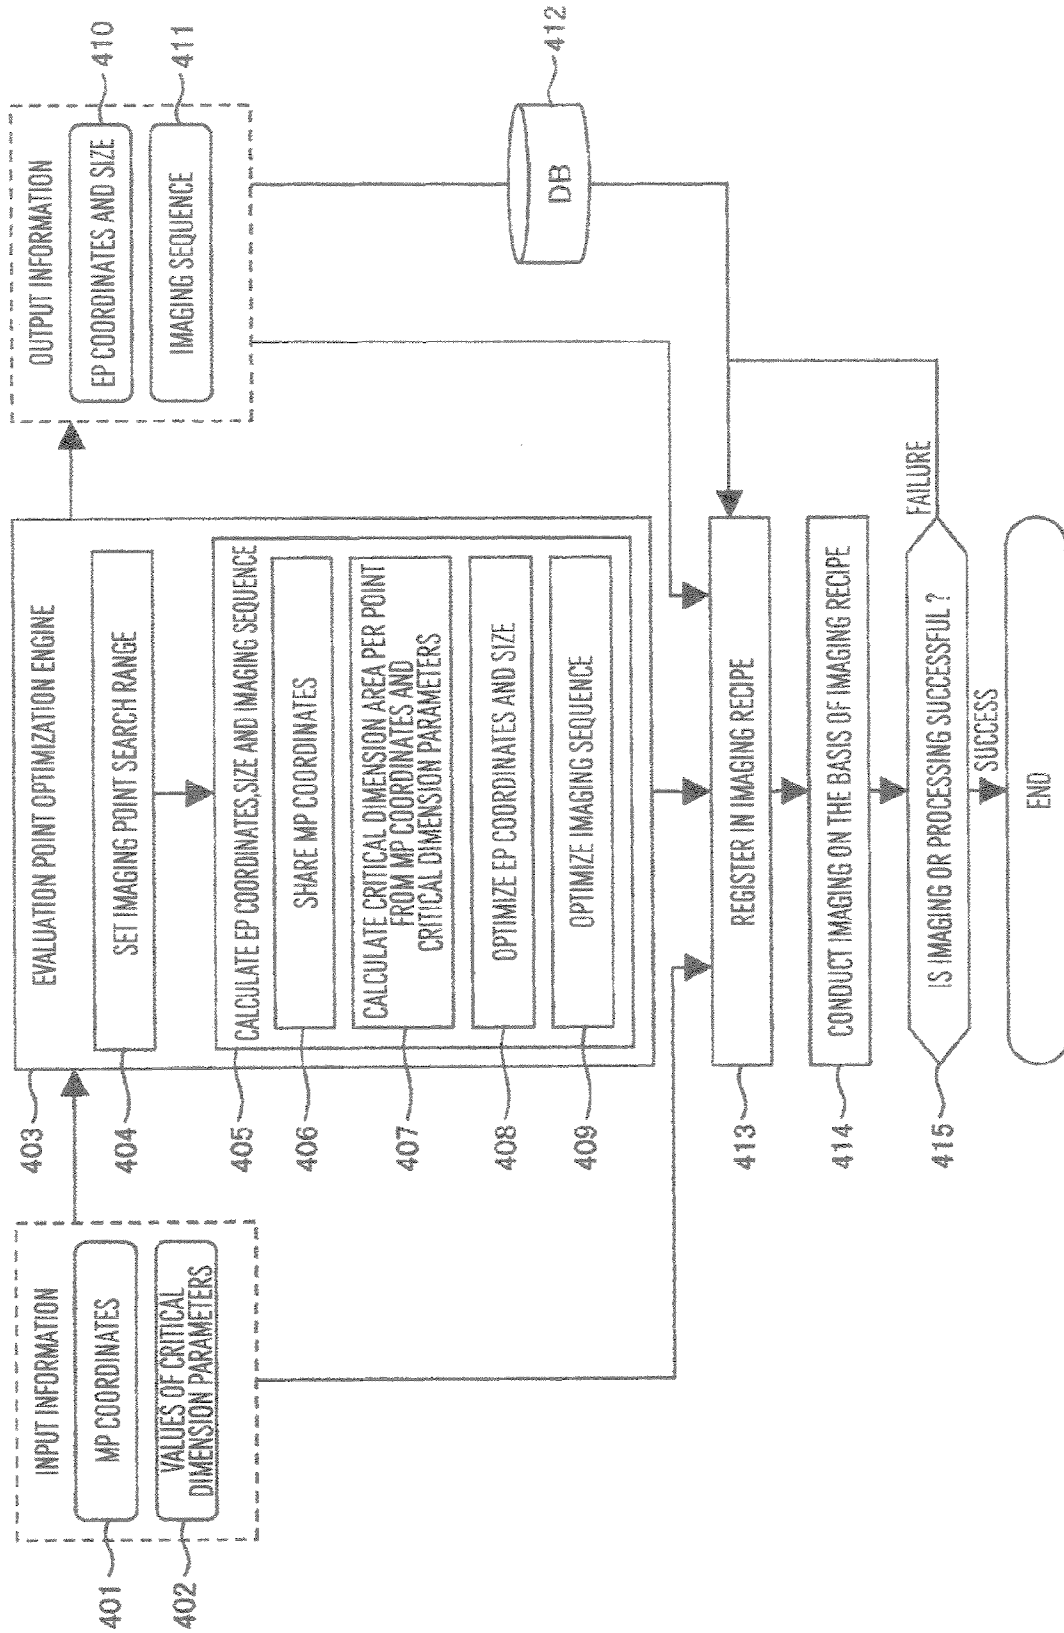 INPUT INFORMATION
MP COORDINATES
VALUES OF CRITICAL
DIMENSION PARAMETERS
401
402
403
EVALUATION POINT OPTIMIZATION ENGINE
404
SET IMAGING POINT SEARCH RANGE
405
CALCULATE EP COORDINATES,SIZE AND IMAGING SEQUENCE
406
SHARE MP COORDINATES
407
CALCULATE CRITICAL DIMENSION AREA PER POINT
FROM MP COORDINATES AND
CRITICAL DIMENSION PARAMETERS
408
OPTIMIZE EP COORDINATES AND SIZE
409
OPTIMIZE IMAGING SEQUENCE
OUTPUT INFORMATION
EP COORDINATES AND SIZE
410
IMAGING SEQUENCE
411
DB
412
413
REGISTER IN IMAGING RECIPE
414
CONDUCT IMAGING ON THE BASIS OF IMAGING RECIPE
415
IS IMAGING OR PROCESSING SUCCESSFUL ?
FAILURE
SUCCESS
END